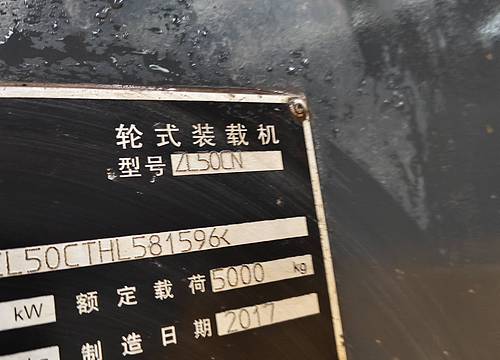 轮式装载机
型号 ZL50CN
ZL50CTHL581596<
kW 额定载荷 5000 kg
制造日期 2017